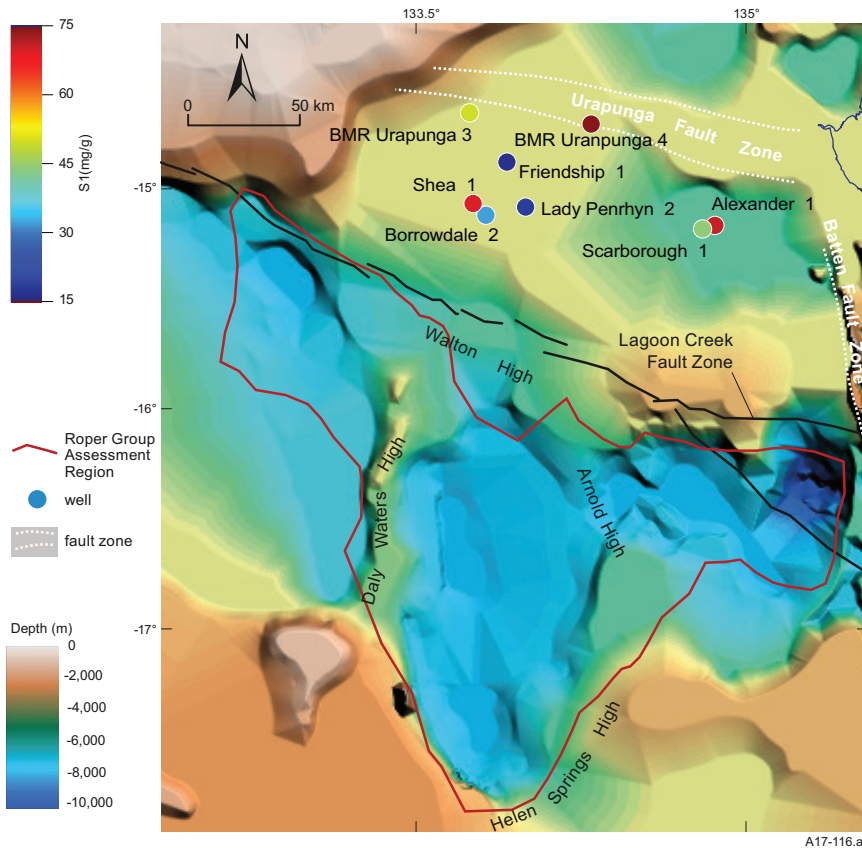 133.5°
135°
75
60
45
30
15
S1(mg/g)
N
0
50 km
Urapunga Fault Zone
BMR Urapunga 3
BMR Uranpunga 4
Friendship 1
Shea 1
Lady Penrhyn 2
Alexander 1
Borrowdale 2
Scarborough 1
-15°
Batten Fault Zone
Walton High
Lagoon Creek
Fault Zone
-16°
Roper Group
Assessment
Region
well
fault zone
Daly Waters High
Arnold High
-17°
Depth (m)
0
-2,000
-4,000
-6,000
-8,000
-10,000
Helen Springs High
A17-116.a